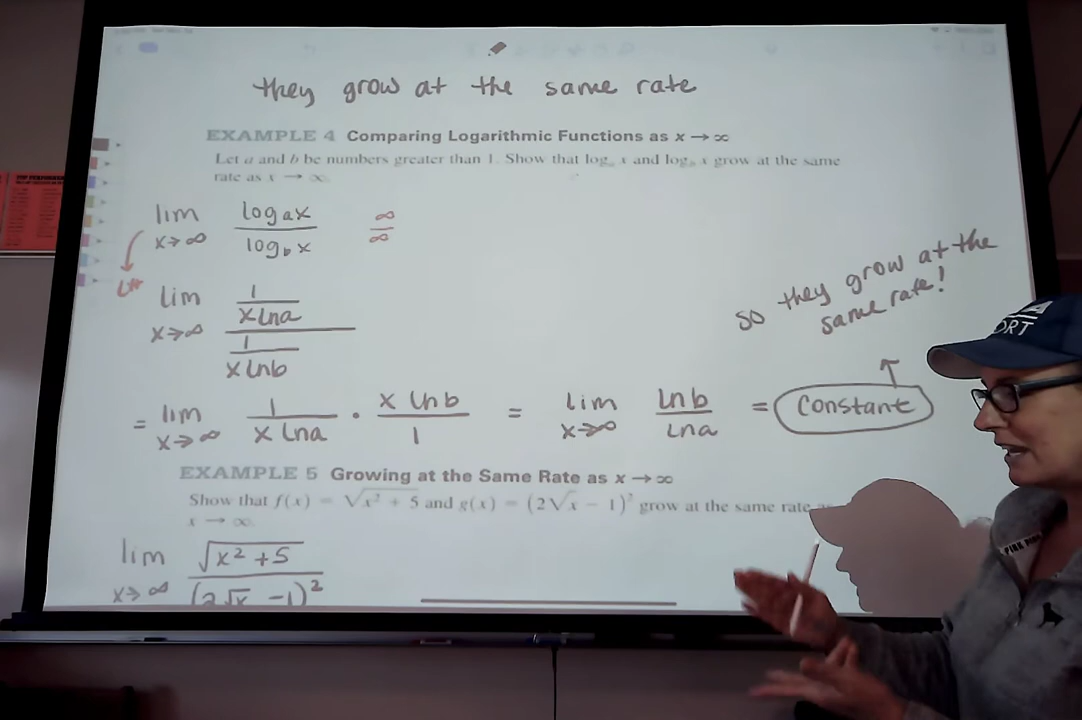 they grow at the same rate
EXAMPLE 4 Comparing Logarithmic Functions as x → ∞
Let a and b be numbers greater than 1. Show that logₐ x and log_b x grow at the same
rate as x → ∞.
lim x→∞ logₐx / log_b x ∞/∞
LR
lim x→∞ (1/(x ln a)) / (1/(x ln b))
so they grow at the
same rate!
= lim x→∞ 1/(x ln a) · (x ln b)/1 = lim x→∞ ln b / ln a = constant
EXAMPLE 5 Growing at the Same Rate as x → ∞
Show that f(x) = √(x² + 5) and g(x) = (2√x − 1)² grow at the same rate as
x → ∞.
lim x→∞ √(x² + 5) / (2√x − 1)²
ORT
PINK